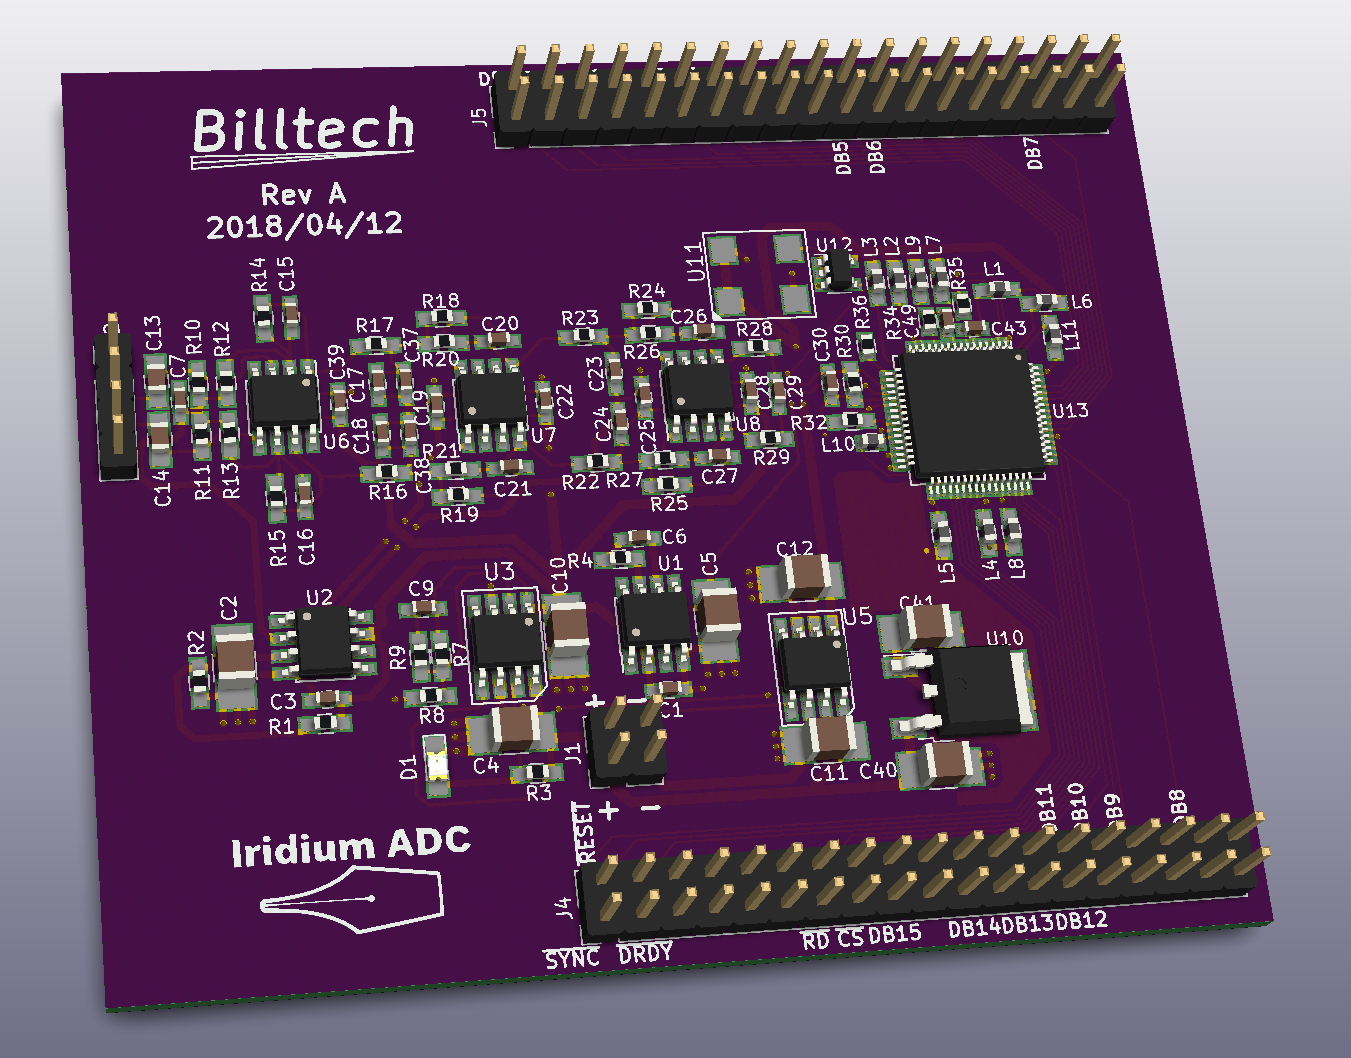 J5
DB5
DB6
DB7
Billtech
Rev A
2018/04/12
R14
C15
U11
U12
L3
L2
L9
L7
R35
L1
L6
R24
R18
C13
C7
R10
R12
R17
C37
C20
R23
R26
C26
R28
R36
R34
C49
C43
L11
C30
R30
R20
C39
C17
C19
C22
C23
C28
C29
U13
C18
C24
C25
U8
R32
U6
U7
R29
L10
C14
R11
R13
R21
C38
R16
C21
R22
R27
C27
R19
R25
R15
C16
C6
R4
U1
C5
C12
L5
L4
L8
U3
C10
U2
C9
C2
R2
R9
R7
U5
C41
U10
C3
R1
R8
C1
+ −
D1
C4
R3
J1
C11
C40
+ −
RESET
DB11
DB10
DB9
DB8
Iridium ADC
J4
SYNC
DRDY
RD
CS
DB15
DB14
DB13
DB12